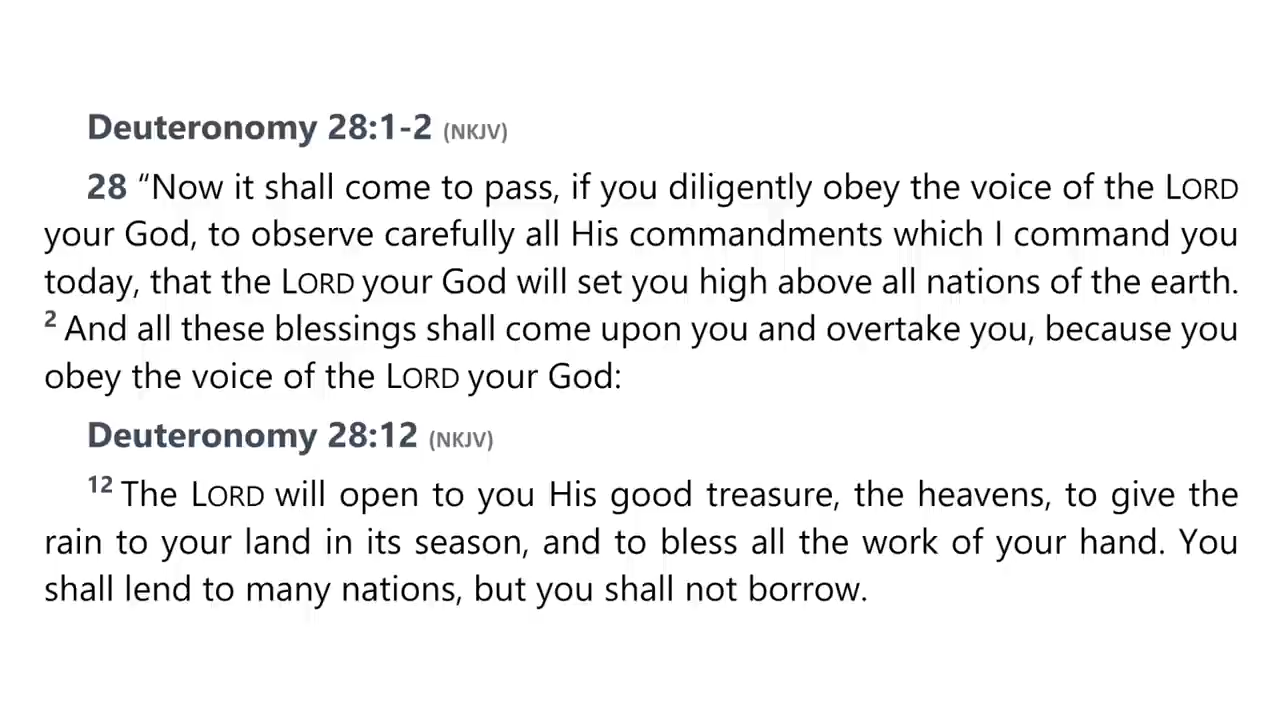 Deuteronomy 28:1-2 (NKJV)
28 “Now it shall come to pass, if you diligently obey the voice of the LORD
your God, to observe carefully all His commandments which I command you
today, that the LORD your God will set you high above all nations of the earth.
2 And all these blessings shall come upon you and overtake you, because you
obey the voice of the LORD your God:
Deuteronomy 28:12 (NKJV)
12 The LORD will open to you His good treasure, the heavens, to give the
rain to your land in its season, and to bless all the work of your hand. You
shall lend to many nations, but you shall not borrow.